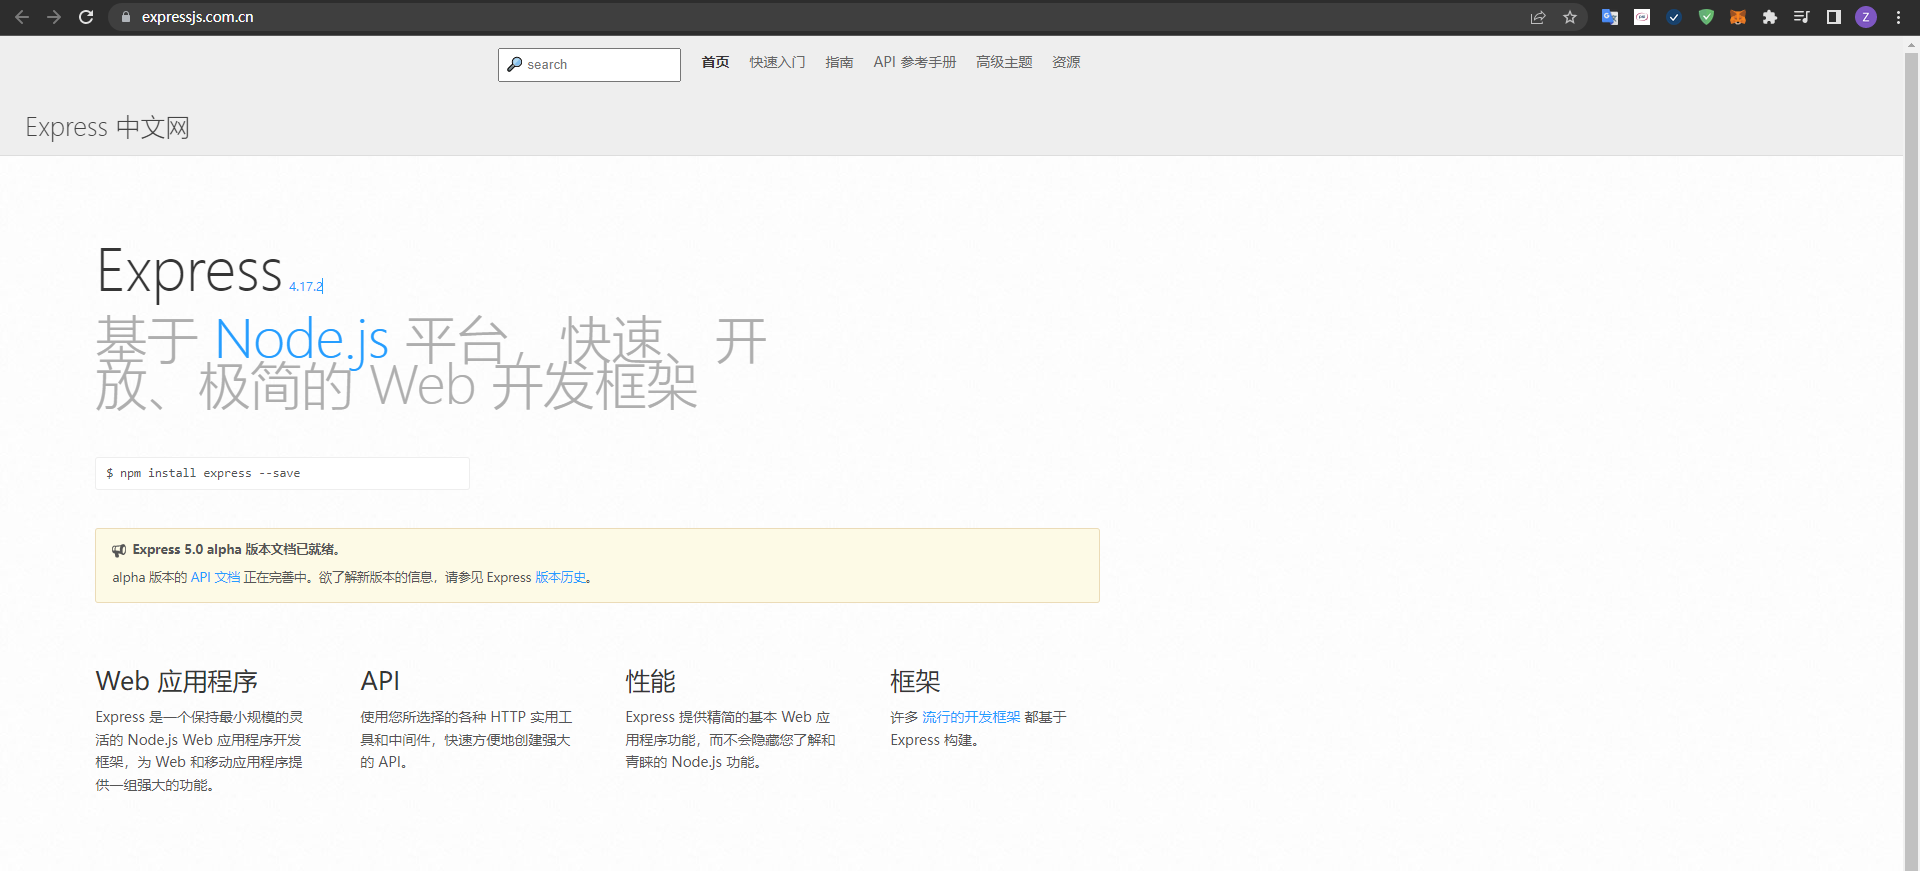 expressjs.com.cn
Z
search
首页 快速入门 指南 API 参考手册 高级主题 资源
Express 中文网
Express 4.17.2
基于 Node.js 平台，快速、开
放、极简的 Web 开发框架
$ npm install express --save
Express 5.0 alpha 版本文档已就绪。
alpha 版本的 API 文档 正在完善中。欲了解新版本的信息，请参见 Express 版本历史。
Web 应用程序
Express 是一个保持最小规模的灵
活的 Node.js Web 应用程序开发
框架，为 Web 和移动应用程序提
供一组强大的功能。
API
使用您所选择的各种 HTTP 实用工
具和中间件，快速方便地创建强大
的 API。
性能
Express 提供精简的基本 Web 应
用程序功能，而不会隐藏您了解和
青睐的 Node.js 功能。
框架
许多 流行的开发框架 都基于
Express 构建。